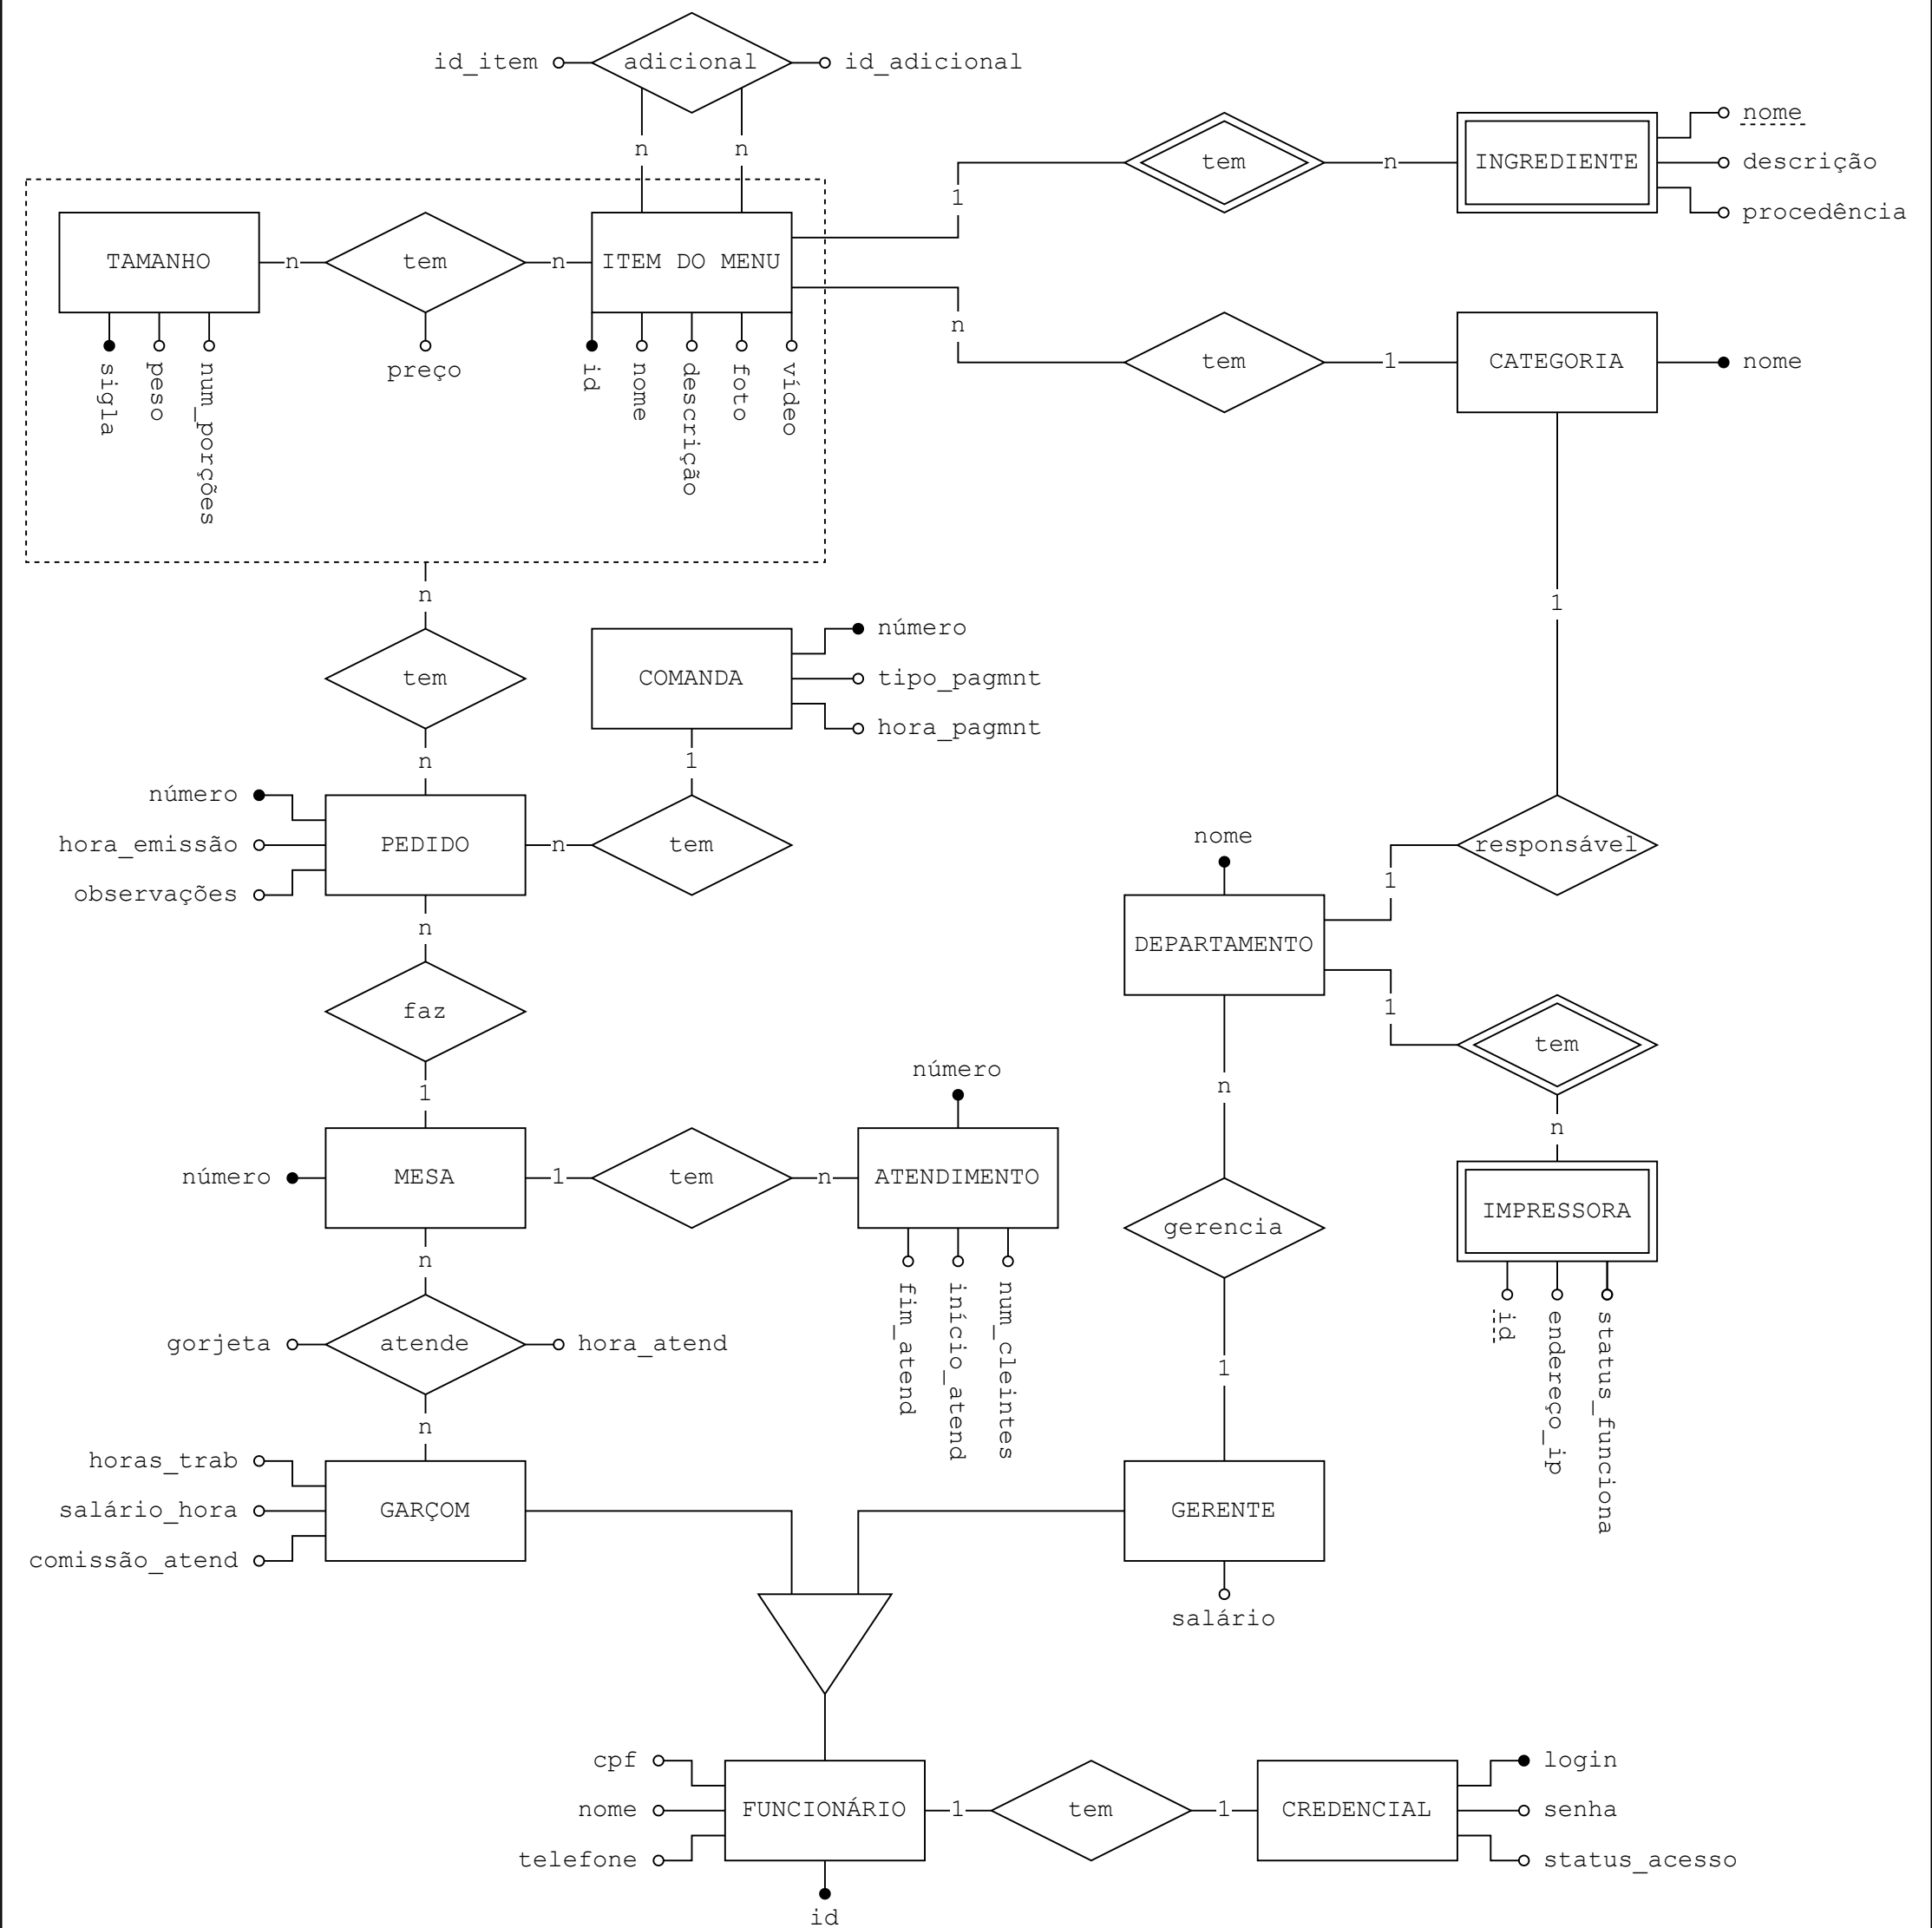 id_item
adicional
id_adicional
n
n
nome
1
tem
n
INGREDIENTE
descrição
procedência
TAMANHO
n
tem
n
ITEM DO MENU
sigla
peso
num_porções
preço
id
nome
descrição
foto
vídeo
n
tem
1
CATEGORIA
nome
n
tem
n
1
COMANDA
número
tipo_pagmnt
hora_pagmnt
1
número
hora_emissão
observações
PEDIDO
n
tem
nome
responsável
1
DEPARTAMENTO
1
tem
n
n
faz
1
número
MESA
1
tem
n
número
ATENDIMENTO
fim_atend
início_atend
num_cleintes
n
gerencia
1
IMPRESSORA
id
endereço_ip
status_funciona
n
gorjeta
atende
hora_atend
n
horas_trab
salário_hora
comissão_atend
GARÇOM
GERENTE
salário
cpf
nome
telefone
FUNCIONÁRIO
id
1
tem
1
CREDENCIAL
login
senha
status_acesso